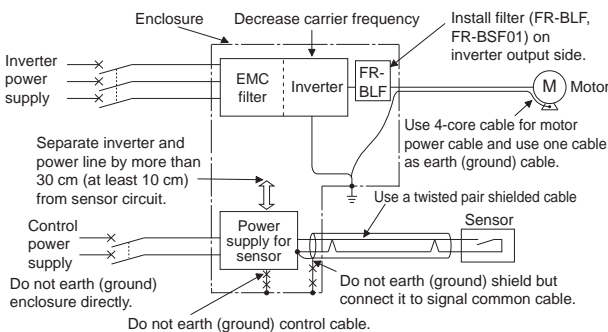 Enclosure
Decrease carrier frequency
Install filter (FR-BLF,
FR-BSF01) on
inverter output side.
Inverter
power
supply
EMC
filter
Inverter
FR-
BLF
M
Motor
Use 4-core cable for motor
power cable and use one cable
as earth (ground) cable.
Separate inverter and
power line by more than
30 cm (at least 10 cm)
from sensor circuit.
Use a twisted pair shielded cable
Sensor
Control
power
supply
Power
supply for
sensor
Do not earth (ground)
enclosure directly.
Do not earth (ground) shield but
connect it to signal common cable.
Do not earth (ground) control cable.